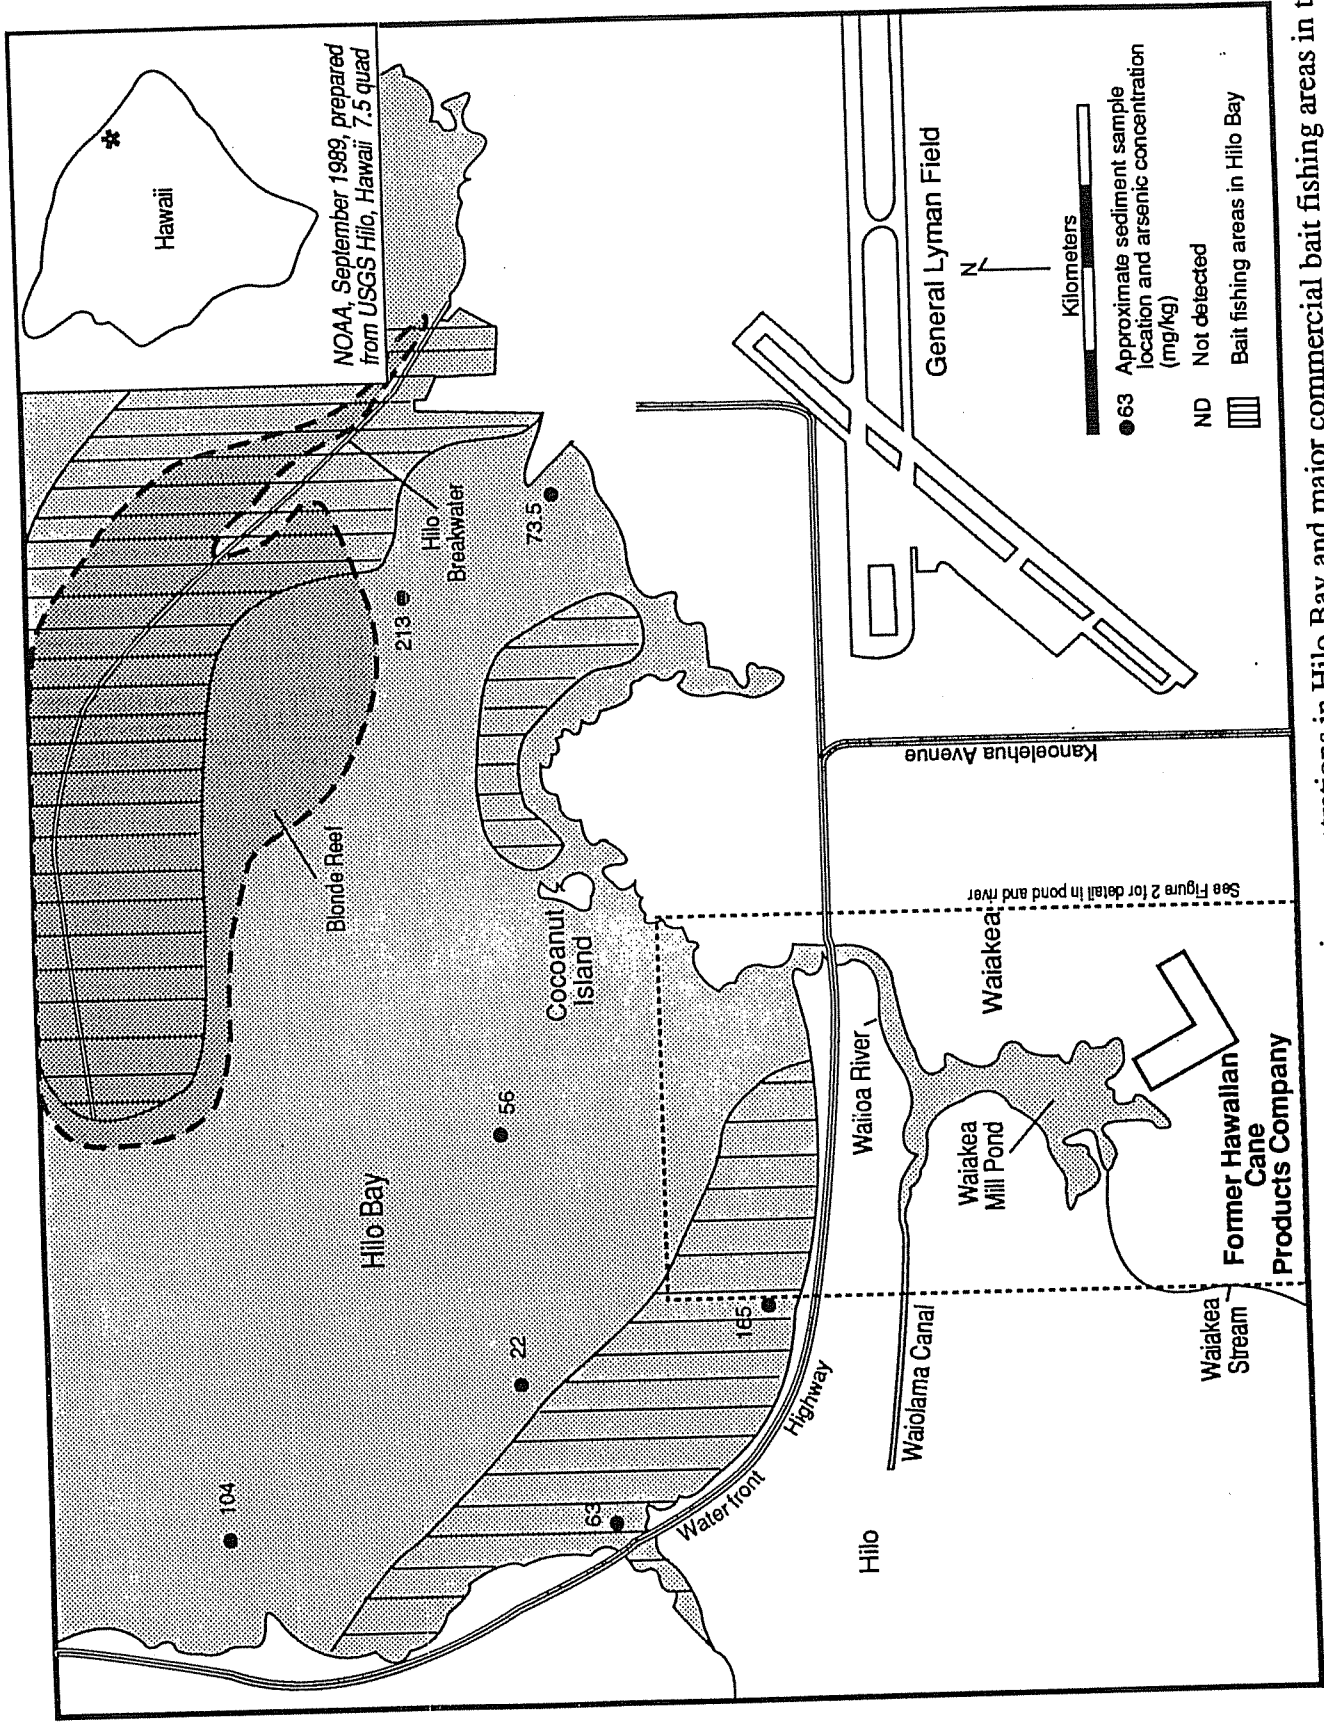 Hawaii
*
NOAA, September 1989, prepared
from USGS Hilo, Hawaii 7.5 quad
Hilo Bay
Blonde Reef
Hilo
Breakwater
Cocoanut
Island
104
22
56
213
73.5
63
165
Waterfront
Highway
Hilo
Waiolama Canal
Wailoa River
Waiakea
Mill Pond
Waiakea
Waiakea
Stream
Former Hawaiian
Cane
Products Company
See Figure 2 for detail in pond and river
Kanoelehua Avenue
General Lyman Field
N
Kilometers
63 Approximate sediment sample
location and arsenic concentration
(mg/kg)
ND Not detected
Bait fishing areas in Hilo Bay
in Hilo Bay and major commercial bait fishing areas in